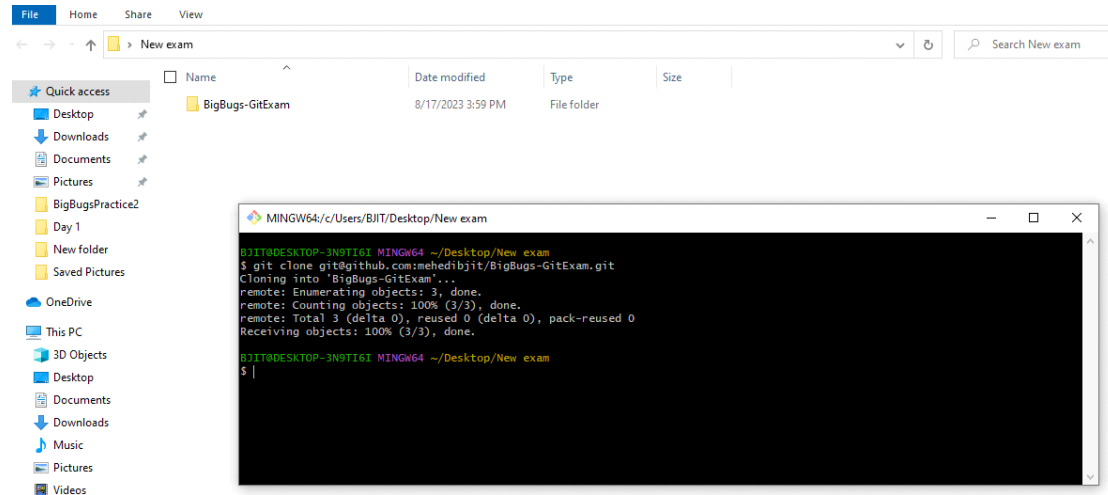 File Home Share View
New exam
Search New exam
Name Date modified Type Size
BigBugs-GitExam 8/17/2023 3:59 PM File folder
Quick access
Desktop
Downloads
Documents
Pictures
BigBugsPractice2
Day 1
New folder
Saved Pictures
OneDrive
This PC
3D Objects
Desktop
Documents
Downloads
Music
Pictures
Videos
MINGW64:/c/Users/BJIT/Desktop/New exam
BJIT@DESKTOP-3N9TI6I MINGW64 ~/Desktop/New exam
$ git clone git@github.com:mehedibjit/BigBugs-GitExam.git
Cloning into 'BigBugs-GitExam'...
remote: Enumerating objects: 3, done.
remote: Counting objects: 100% (3/3), done.
remote: Total 3 (delta 0), reused 0 (delta 0), pack-reused 0
Receiving objects: 100% (3/3), done.
BJIT@DESKTOP-3N9TI6I MINGW64 ~/Desktop/New exam
$